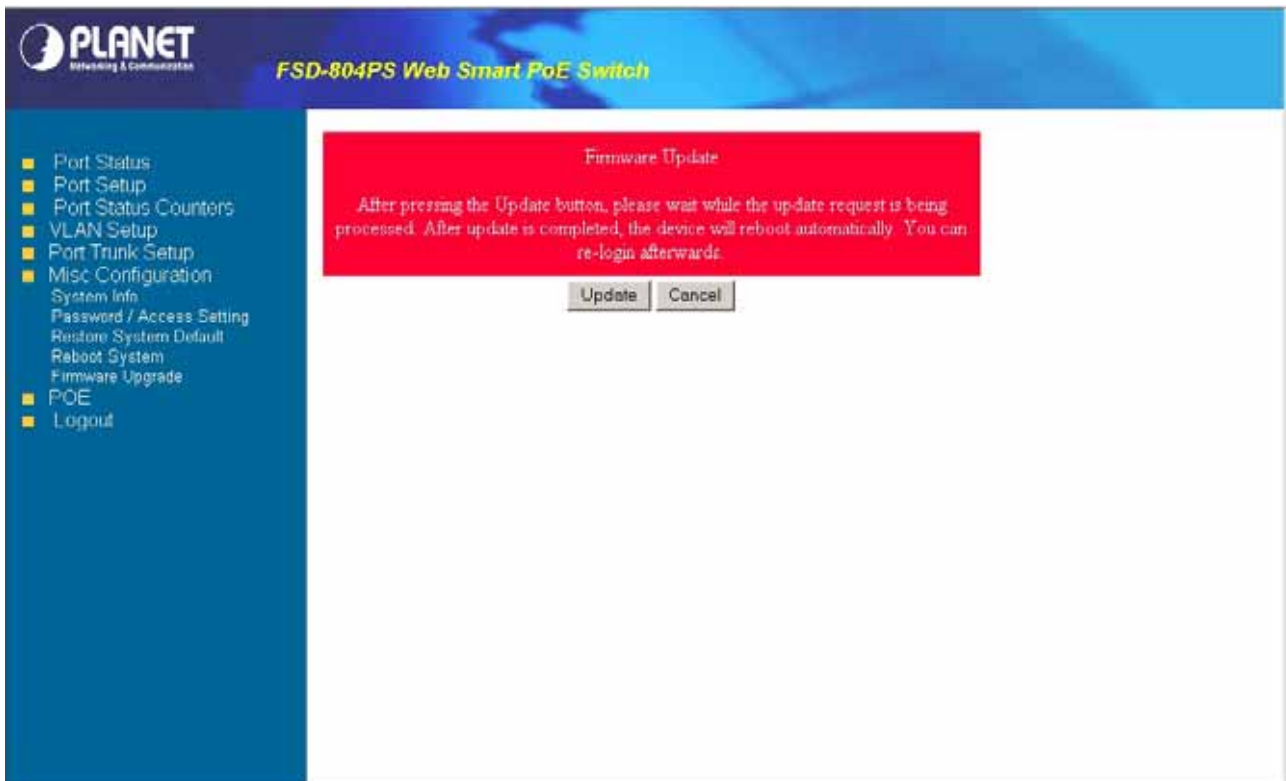 PLANET
Networking & Communication
FSD-804PS Web Smart PoE Switch
Port Status
Port Setup
Port Status Counters
VLAN Setup
Port Trunk Setup
Misc Configuration
System Info
Password / Access Setting
Restore System Default
Reboot System
Firmware Upgrade
POE
Logout
Firmware Update
After pressing the Update button, please wait while the update request is being
processed. After update is completed, the device will reboot automatically. You can
re-login afterwards.
Update Cancel